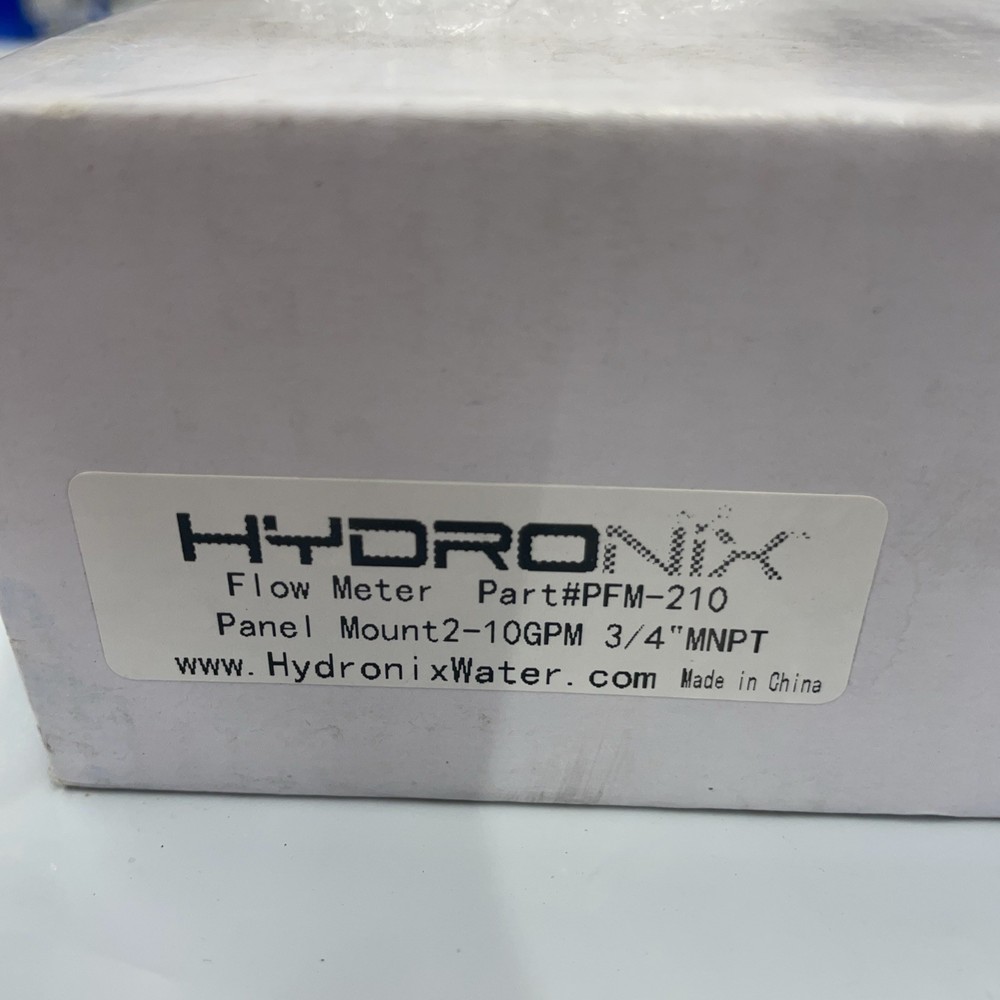 HYDRONIX
Flow Meter Part#PFM-210
Panel Mount2-10GPM 3/4"MNPT
www.HydronixWater.com Made in China